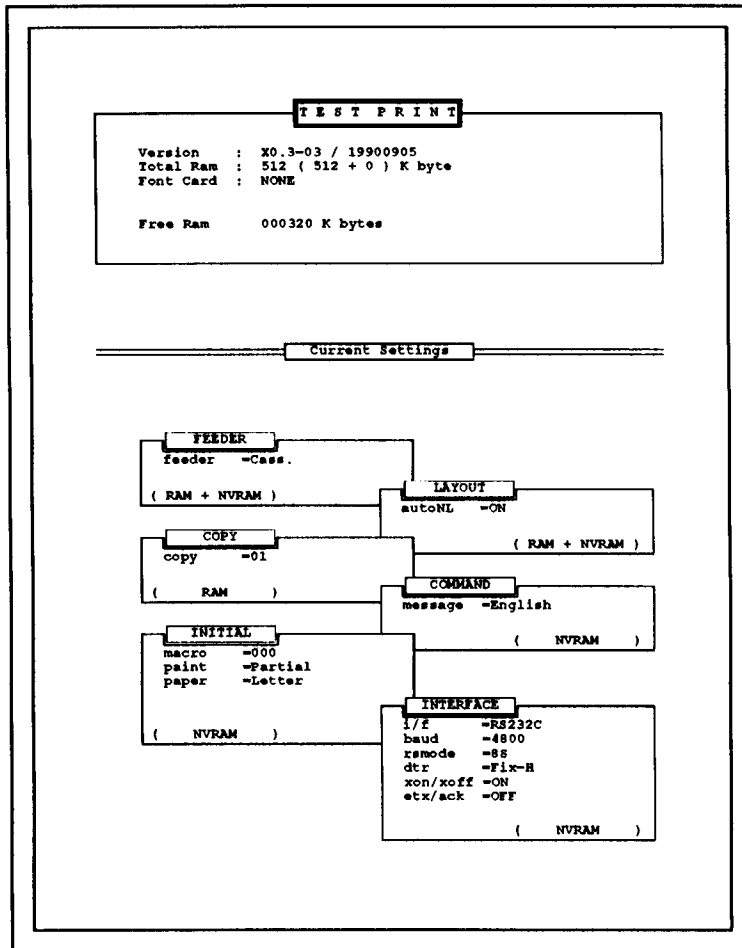 T E S T  P R I N T
Version : X0.3-03 / 19900905
Total Ram : 512 ( 512 + 0 ) K byte
Font Card : NONE
Free Ram 000320 K bytes
Current Settings
FEEDER
feeder =Cass.
( RAM + NVRAM )
LAYOUT
autoNL =ON
( RAM + NVRAM )
COPY
copy =01
( RAM )
COMMAND
message =English
( NVRAM )
INITIAL
macro =000
paint =Partial
paper =Letter
( NVRAM )
INTERFACE
i/f =RS232C
baud =4800
rsmode =8S
dtr =Fix-H
xon/xoff =ON
etx/ack =OFF
( NVRAM )